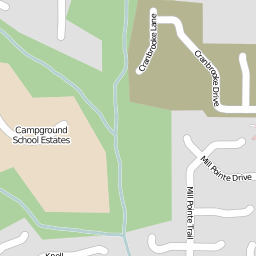 Cranbrooke Lane
Cranbrooke Drive
Campground
School Estates
Mill Pointe Drive
Mill Pointe Trail
Knoll